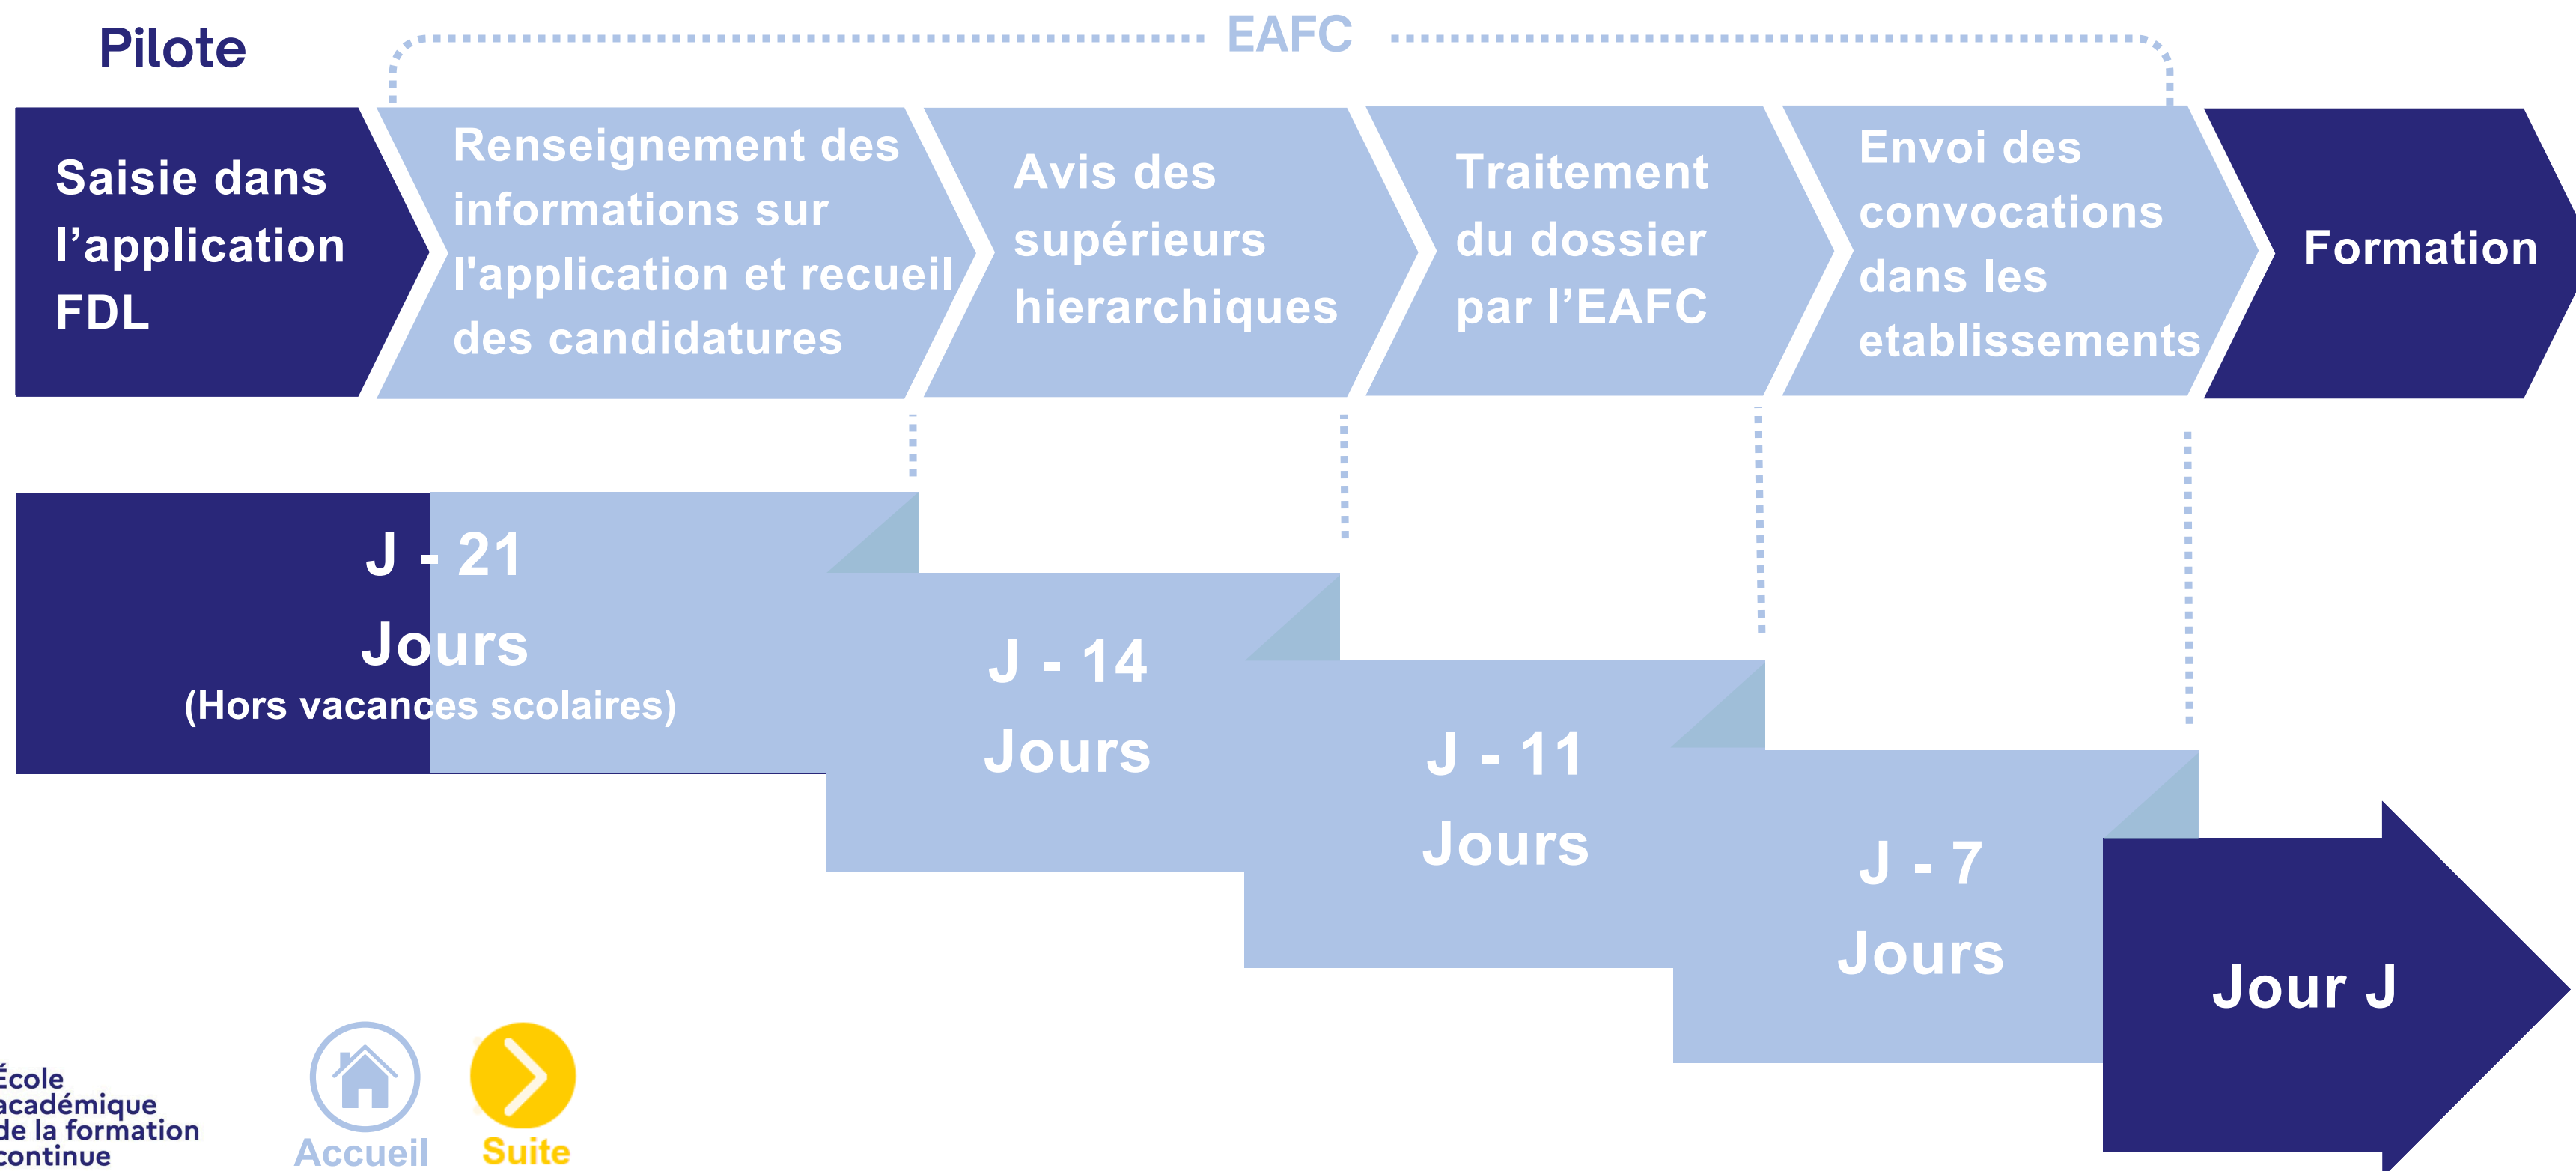 Pilote
EAFC
Saisie dans
l’application
FDL
Renseignement des
informations sur
l'application et recueil
des candidatures
Avis des
supérieurs
hierarchiques
Traitement
du dossier
par l’EAFC
Envoi des
convocations
dans les
etablissements
Formation
J - 21
Jours
(Hors vacances scolaires)
J - 14
Jours
J - 11
Jours
J - 7
Jours
Jour J
École
académique
de la formation
continue
Accueil
Suite